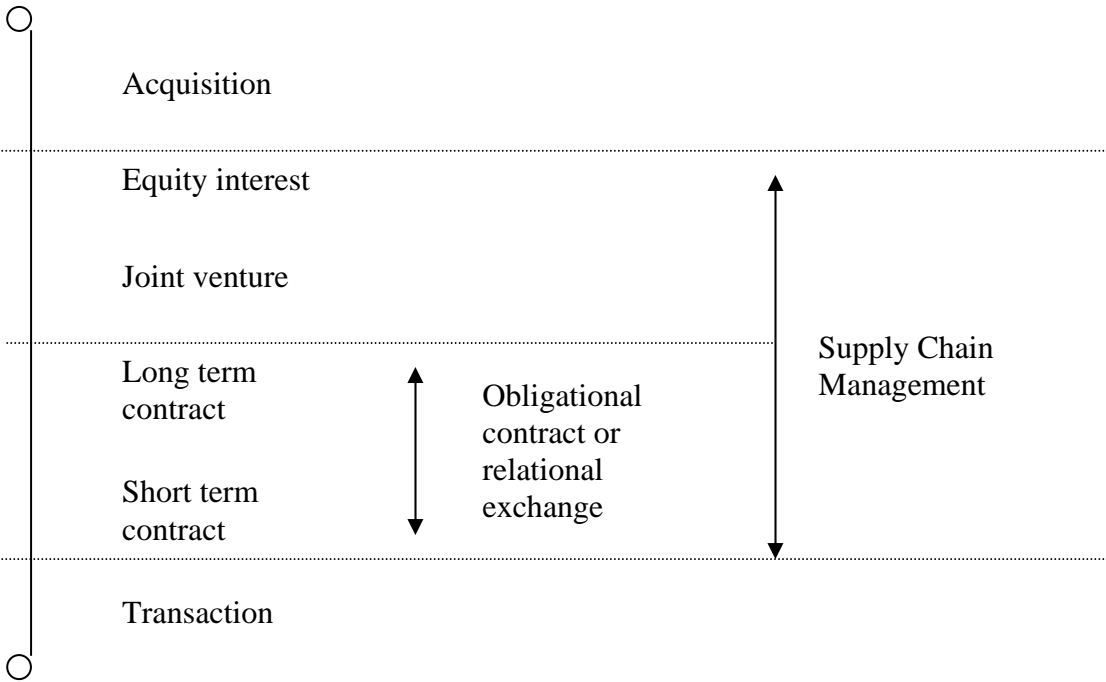 Acquisition
Equity interest
Joint venture
Long term
contract
Short term
contract
Obligational
contract or
relational
exchange
Supply Chain
Management
Transaction